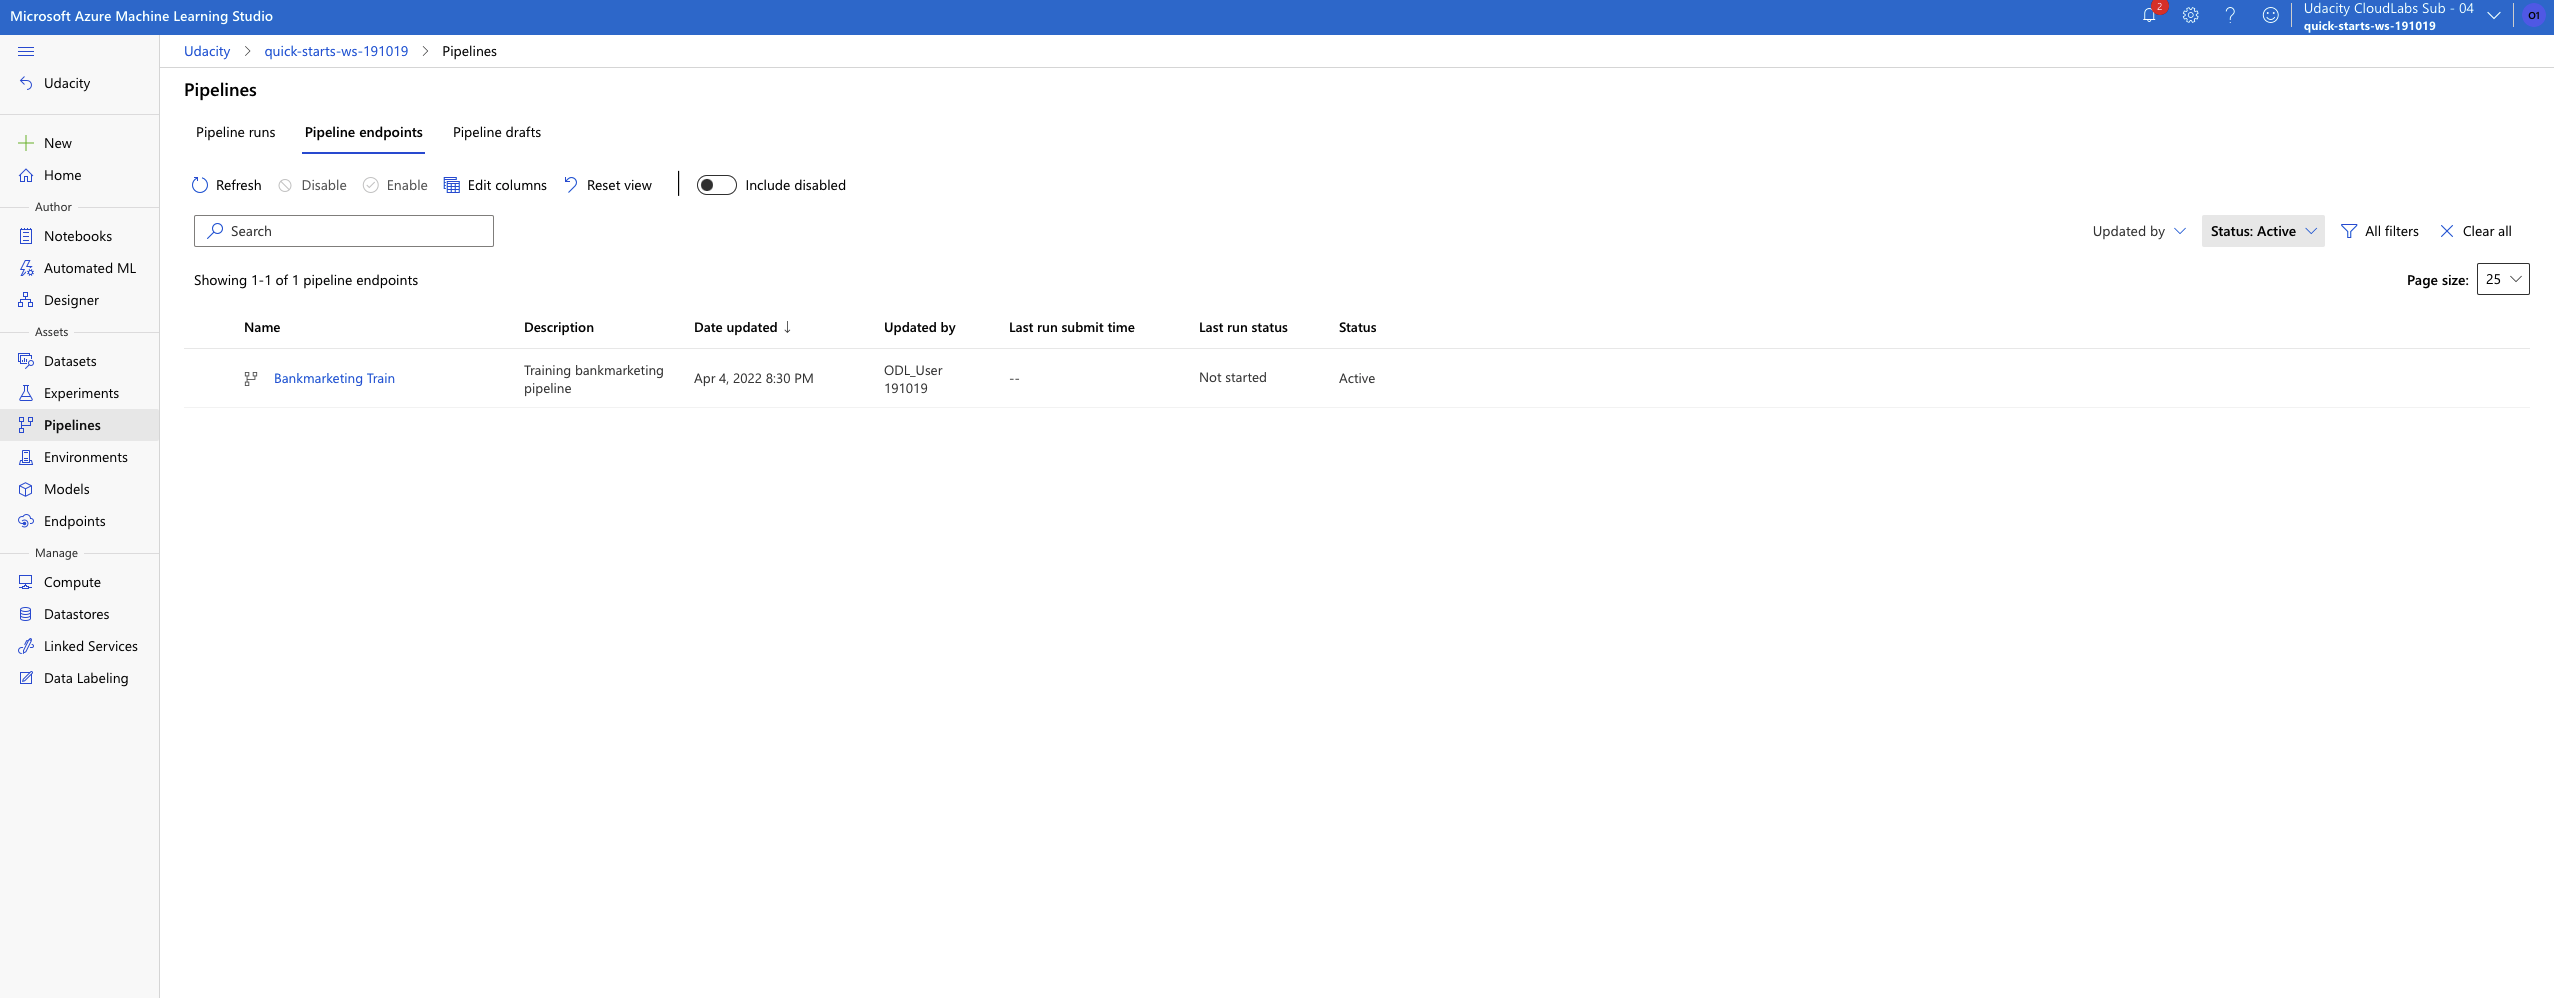 Microsoft Azure Machine Learning Studio
2
Udacity CloudLabs Sub - 04
quick-starts-ws-191019
O1
Udacity
New
Home
Author
Notebooks
Automated ML
Designer
Assets
Datasets
Experiments
Pipelines
Environments
Models
Endpoints
Manage
Compute
Datastores
Linked Services
Data Labeling
Udacity > quick-starts-ws-191019 > Pipelines
Pipelines
Pipeline runs Pipeline endpoints Pipeline drafts
Refresh Disable Enable Edit columns Reset view Include disabled
Search
Updated by Status: Active All filters Clear all
Showing 1-1 of 1 pipeline endpoints
Page size: 25
Name Description Date updated ↓ Updated by Last run submit time Last run status Status
Bankmarketing Train
Training bankmarketing
pipeline
Apr 4, 2022 8:30 PM
ODL_User
191019
--
Not started
Active